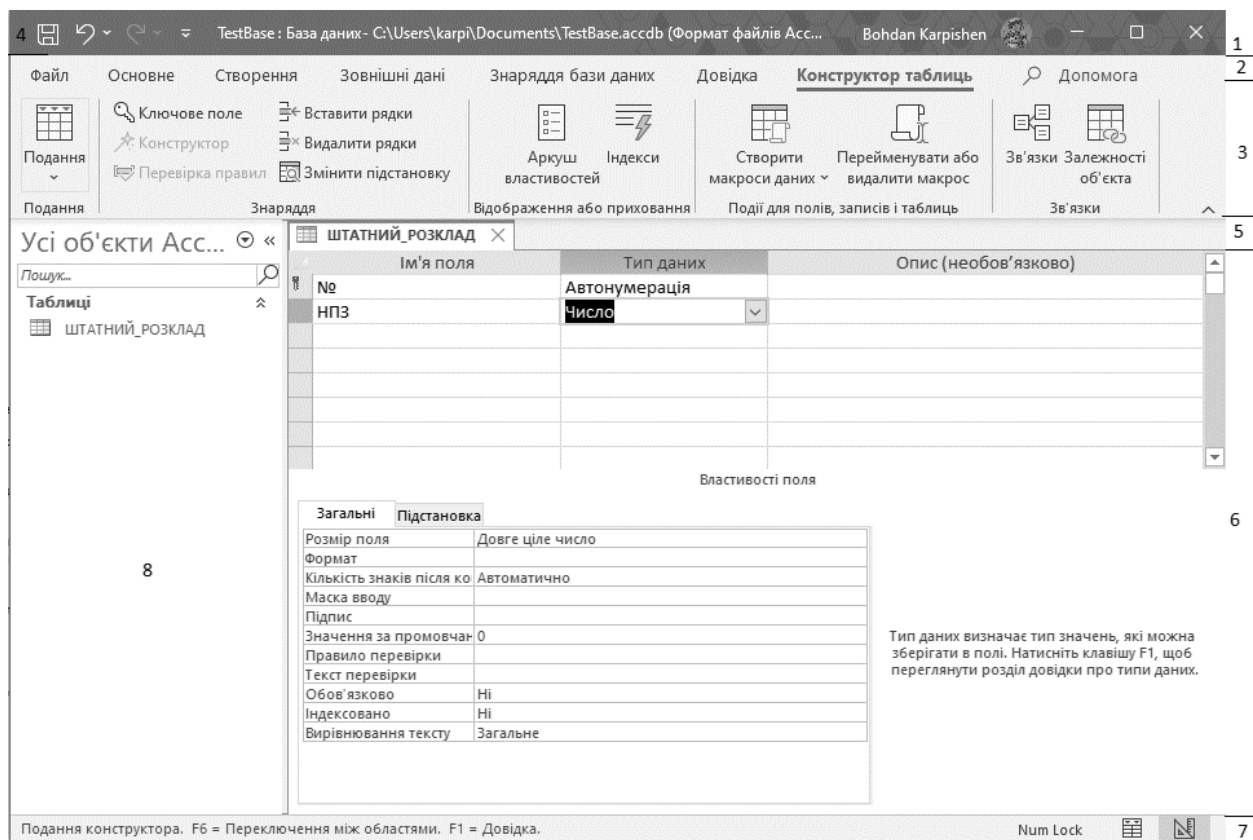 4 TestBase : База даних- C:\Users\karpi\Documents\TestBase.accdb (Формат файлів Acc... Bohdan Karpishen
1
Файл Основне Створення Зовнішні дані Знаряддя бази даних Довідка Конструктор таблиць Допомога
2
Ключове поле Вставити рядки
Конструктор Видалити рядки
Перевірка правил Змінити підстановку
Подання
Аркуш властивостей
Індекси
Створити макроси даних
Перейменувати або видалити макрос
Зв'язки
Залежності об'єкта
3
Подання Знаряддя Відображення або приховання Події для полів, записів і таблиць Зв'язки
Усі об'єкти Acc... «
ШТАТНИЙ_РОЗКЛАД
5
Пошук...
Таблиці
ШТАТНИЙ_РОЗКЛАД
8
Ім'я поля Тип даних Опис (необов’язково)
№ Автонумерація
НПЗ Число
Властивості поля
Загальні Підстановка
6
Розмір поля Довге ціле число
Формат
Кількість знаків після ко Автоматично
Маска вводу
Підпис
Значення за промовчан 0
Правило перевірки
Текст перевірки
Обов'язково Ні
Індексовано Ні
Вирівнювання тексту Загальне
Тип даних визначає тип значень, які можна
зберігати в полі. Натисніть клавішу F1, щоб
переглянути розділ довідки про типи даних.
Подання конструктора. F6 = Переключення між областями. F1 = Довідка. Num Lock
7